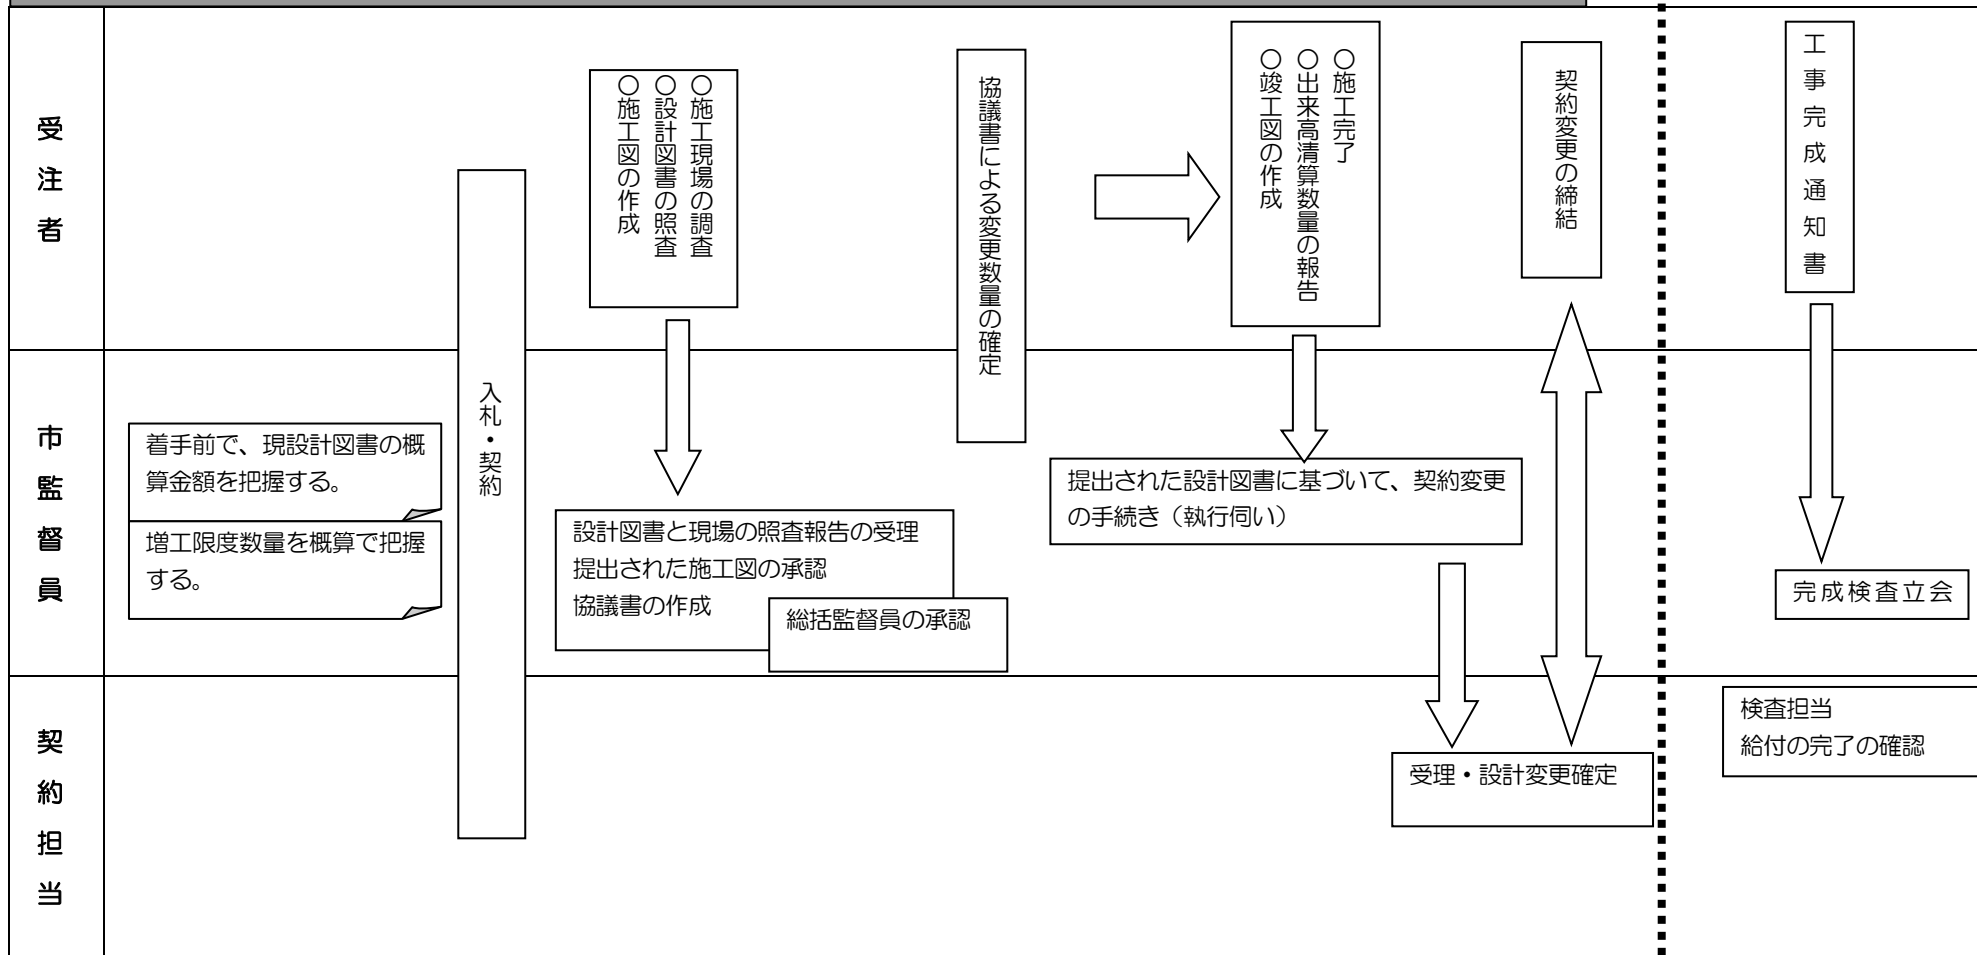 受注者
入札・契約
○施工現場の調査
○設計図書の照査
○施工図の作成
協議書による変更数量の確定
○施工完了
○出来高清算数量の報告
○竣工図の作成
契約変更の締結
工事完成通知書
市監督員
着手前で、現設計図書の概
算金額を把握する。
増工限度数量を概算で把握
する。
設計図書と現場の照査報告の受理
提出された施工図の承認
協議書の作成
総括監督員の承認
提出された設計図書に基づいて、契約変更
の手続き（執行伺い）
完成検査立会
契約担当
受理・設計変更確定
検査担当
給付の完了の確認